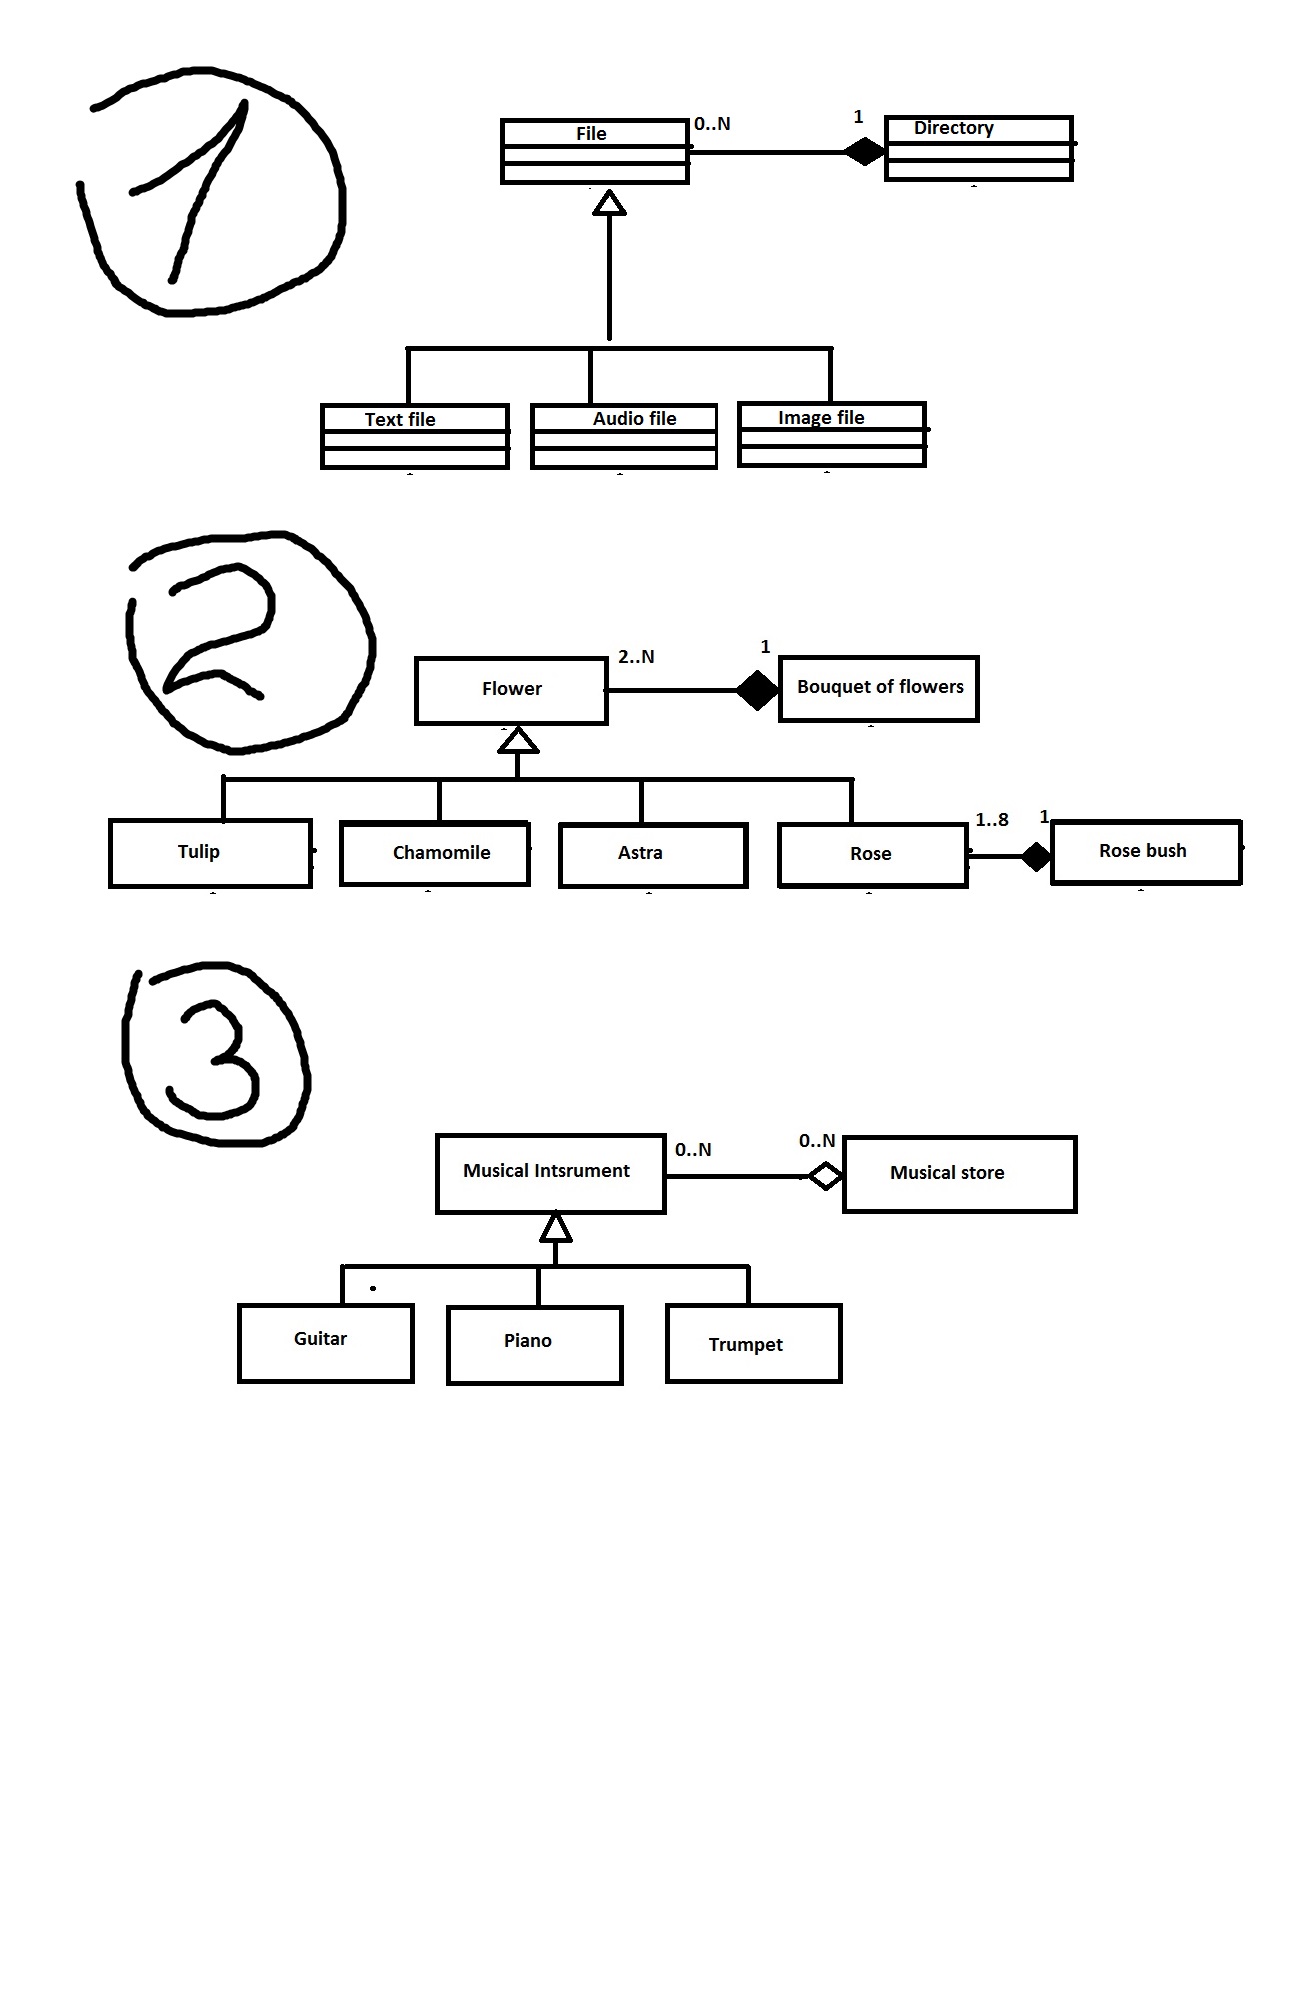 1
File
0..N
1
Directory
Text file
Audio file
Image file
2
Flower
2..N
1
Bouquet of flowers
Tulip
Chamomile
Astra
Rose
1..8
1
Rose bush
3
Musical Intsrument
0..N
0..N
Musical store
Guitar
Piano
Trumpet